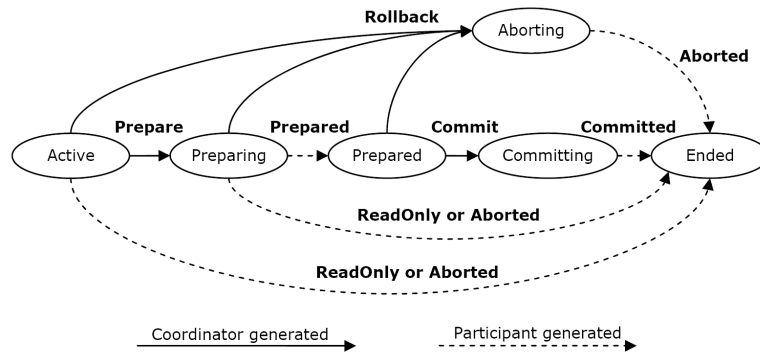 Rollback
Aborting
Aborted
Prepare
Prepared
Commit
Committed
Active
Preparing
Prepared
Committing
Ended
ReadOnly or Aborted
ReadOnly or Aborted
Coordinator generated
Participant generated